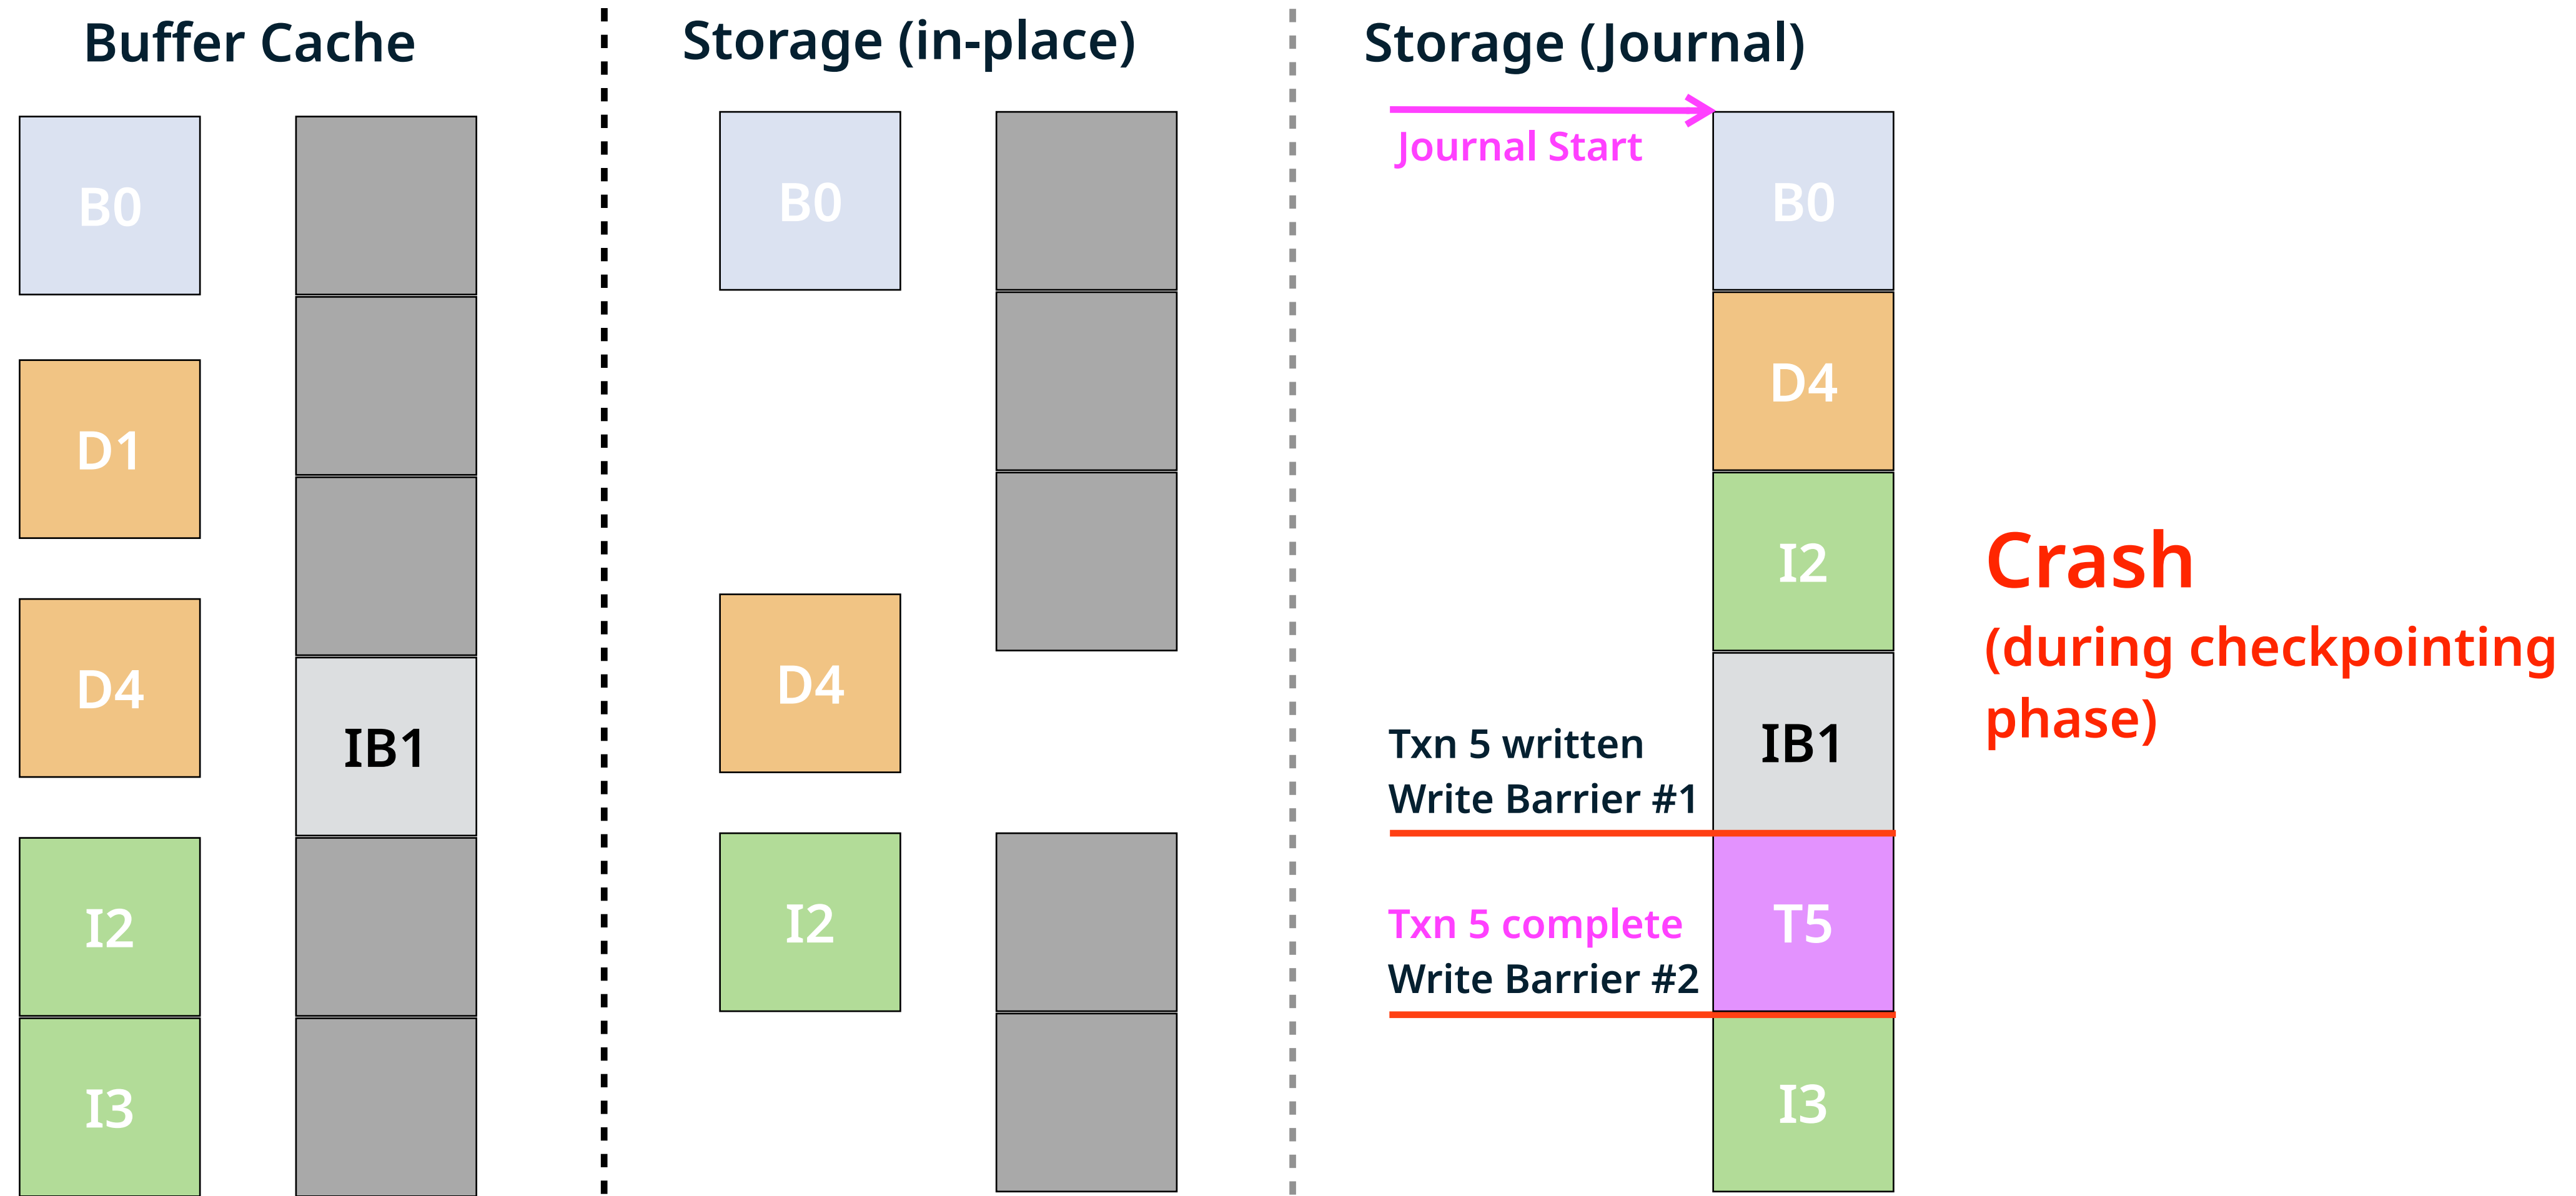 Buffer Cache
B0
D1
D4
I2
I3
IB1
Storage (in-place)
B0
D4
I2
Storage (Journal)
Journal Start
B0
D4
I2
IB1
Txn 5 written
Write Barrier #1
T5
Txn 5 complete
Write Barrier #2
I3
Crash
(during checkpointing
phase)